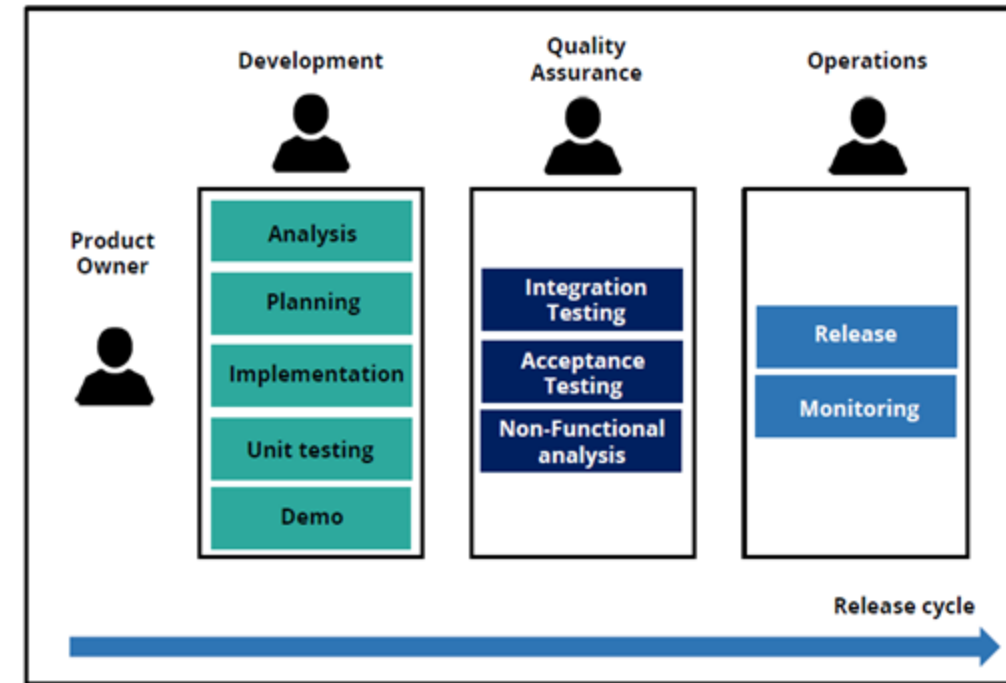 Development
Quality
Assurance
Operations
Product
Owner
Analysis
Planning
Implementation
Unit testing
Demo
Integration
Testing
Acceptance
Testing
Non-Functional
analysis
Release
Monitoring
Release cycle